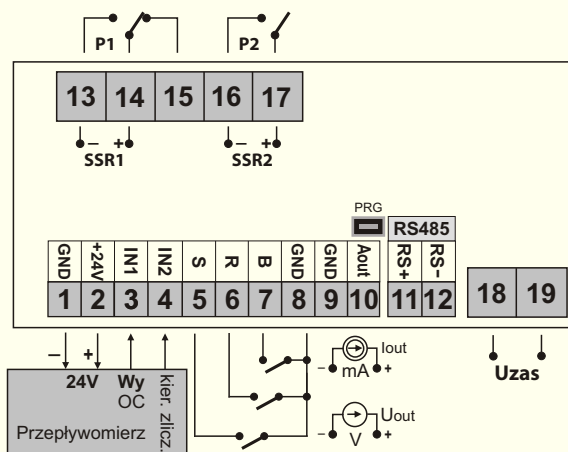 P1 P2
13 14 15 16 17
– + – +
SSR1 SSR2
PRG RS485
GND +24V IN1 IN2 S R B GND GND Aout RS+ RS-
1 2 3 4 5 6 7 8 9 10 11 12 18 19
– + - + Iout
mA
24V Wy kier. zlicz. Uzas
OC
- + Uout
V
Przepływomierz